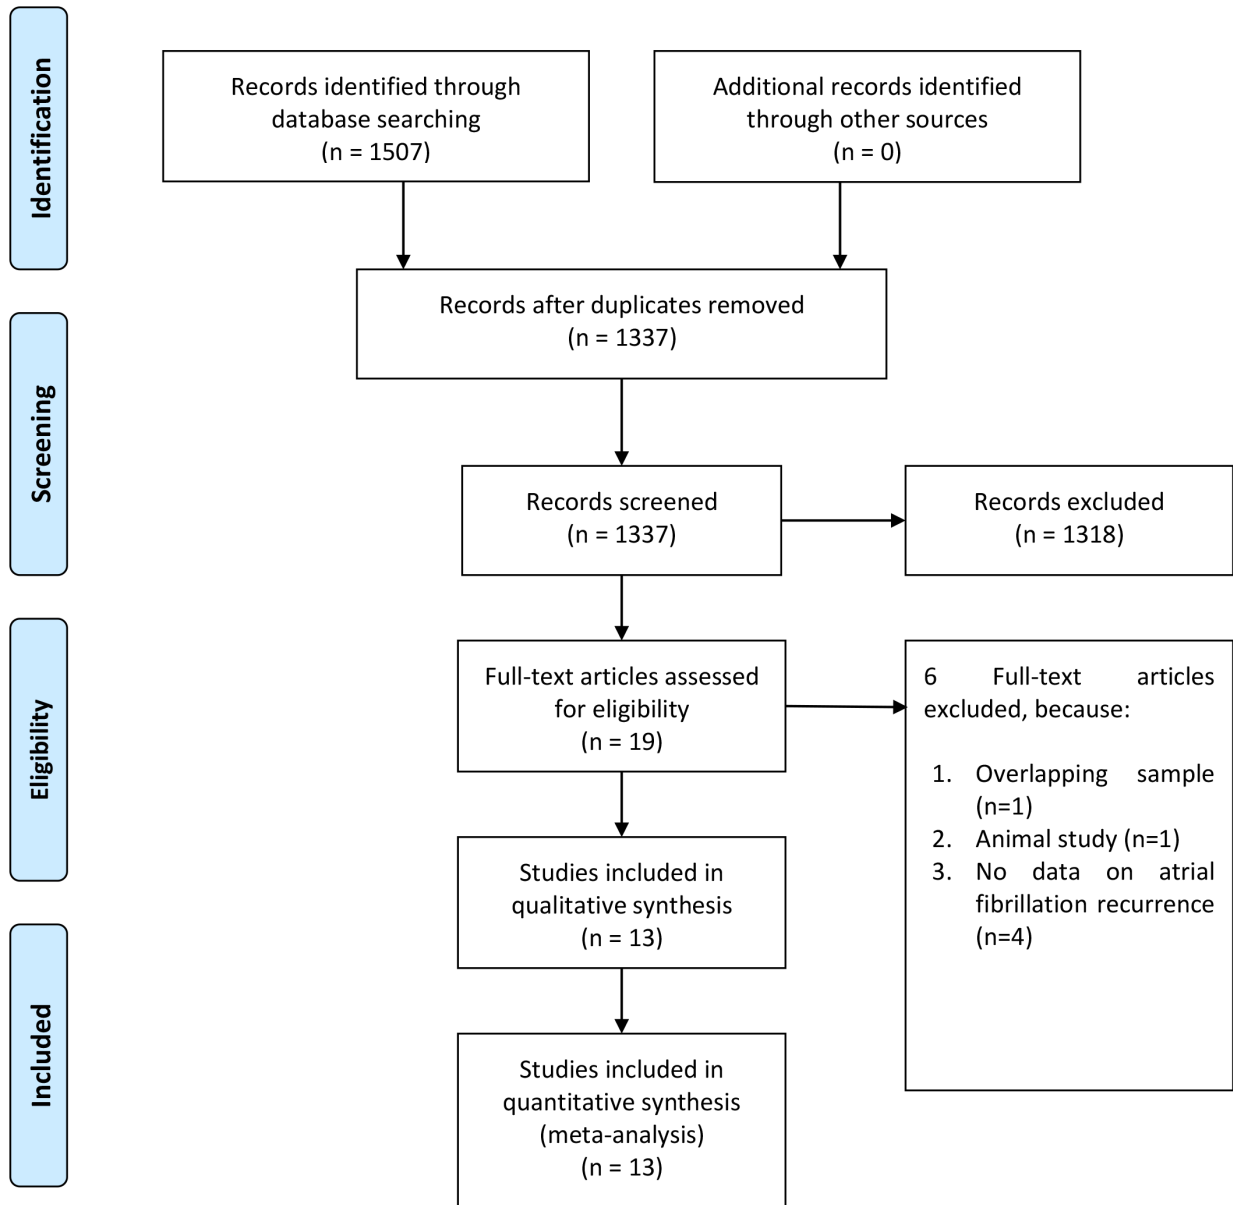 Identification
Records identified through
database searching
(n = 1507)
Additional records identified
through other sources
(n = 0)
Records after duplicates removed
(n = 1337)
Screening
Records screened
(n = 1337)
Records excluded
(n = 1318)
Eligibility
Full-text articles assessed
for eligibility
(n = 19)
6 Full-text articles
excluded, because:
1. Overlapping sample
(n=1)
2. Animal study (n=1)
3. No data on atrial
fibrillation recurrence
(n=4)
Studies included in
qualitative synthesis
(n = 13)
Included
Studies included in
quantitative synthesis
(meta-analysis)
(n = 13)